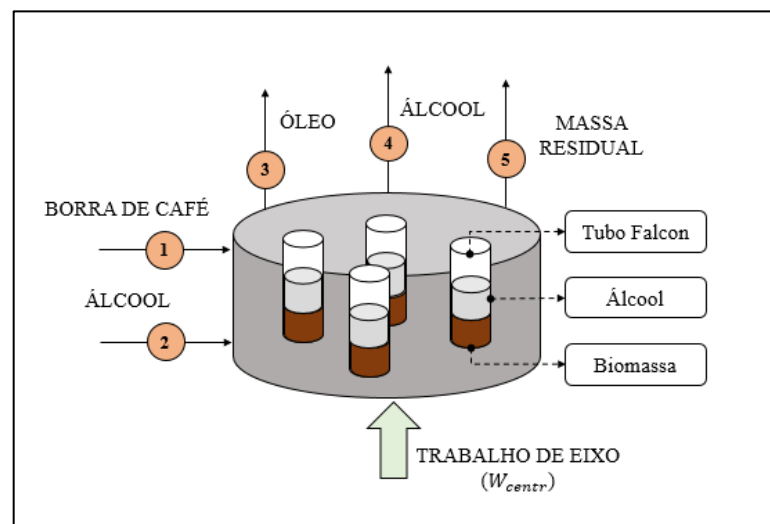 ÓLEO
3
ÁLCOOL
4
MASSA
RESIDUAL
5
BORRA DE CAFÉ
1
ÁLCOOL
2
Tubo Falcon
Álcool
Biomassa
TRABALHO DE EIXO
(W_centr)